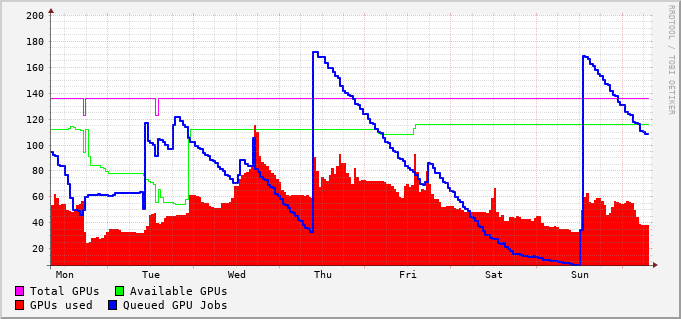 200
180
160
140
120
100
80
60
40
20
Mon Tue Wed Thu Fri Sat Sun
Total GPUs Available GPUs
GPUs used Queued GPU Jobs
RRDTOOL / TOBI OETIKER